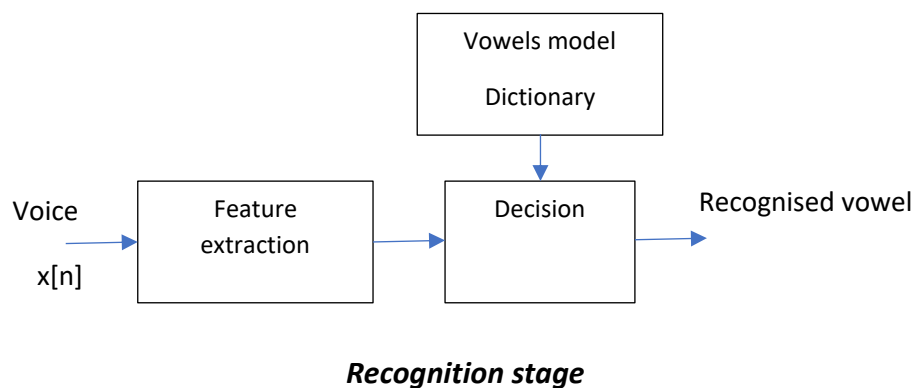 Vowels model
Dictionary
Voice
x[n]
Feature
extraction
Decision
Recognised vowel
Recognition stage